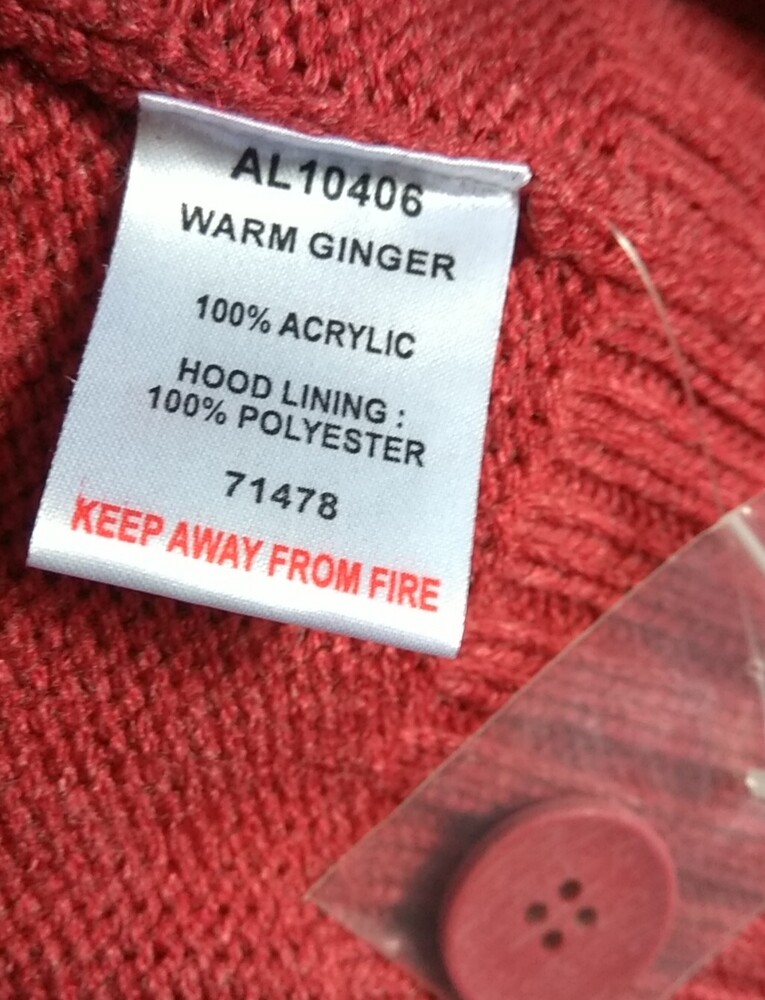 AL10406
WARM GINGER
100% ACRYLIC
HOOD LINING :
100% POLYESTER
71478
KEEP AWAY FROM FIRE